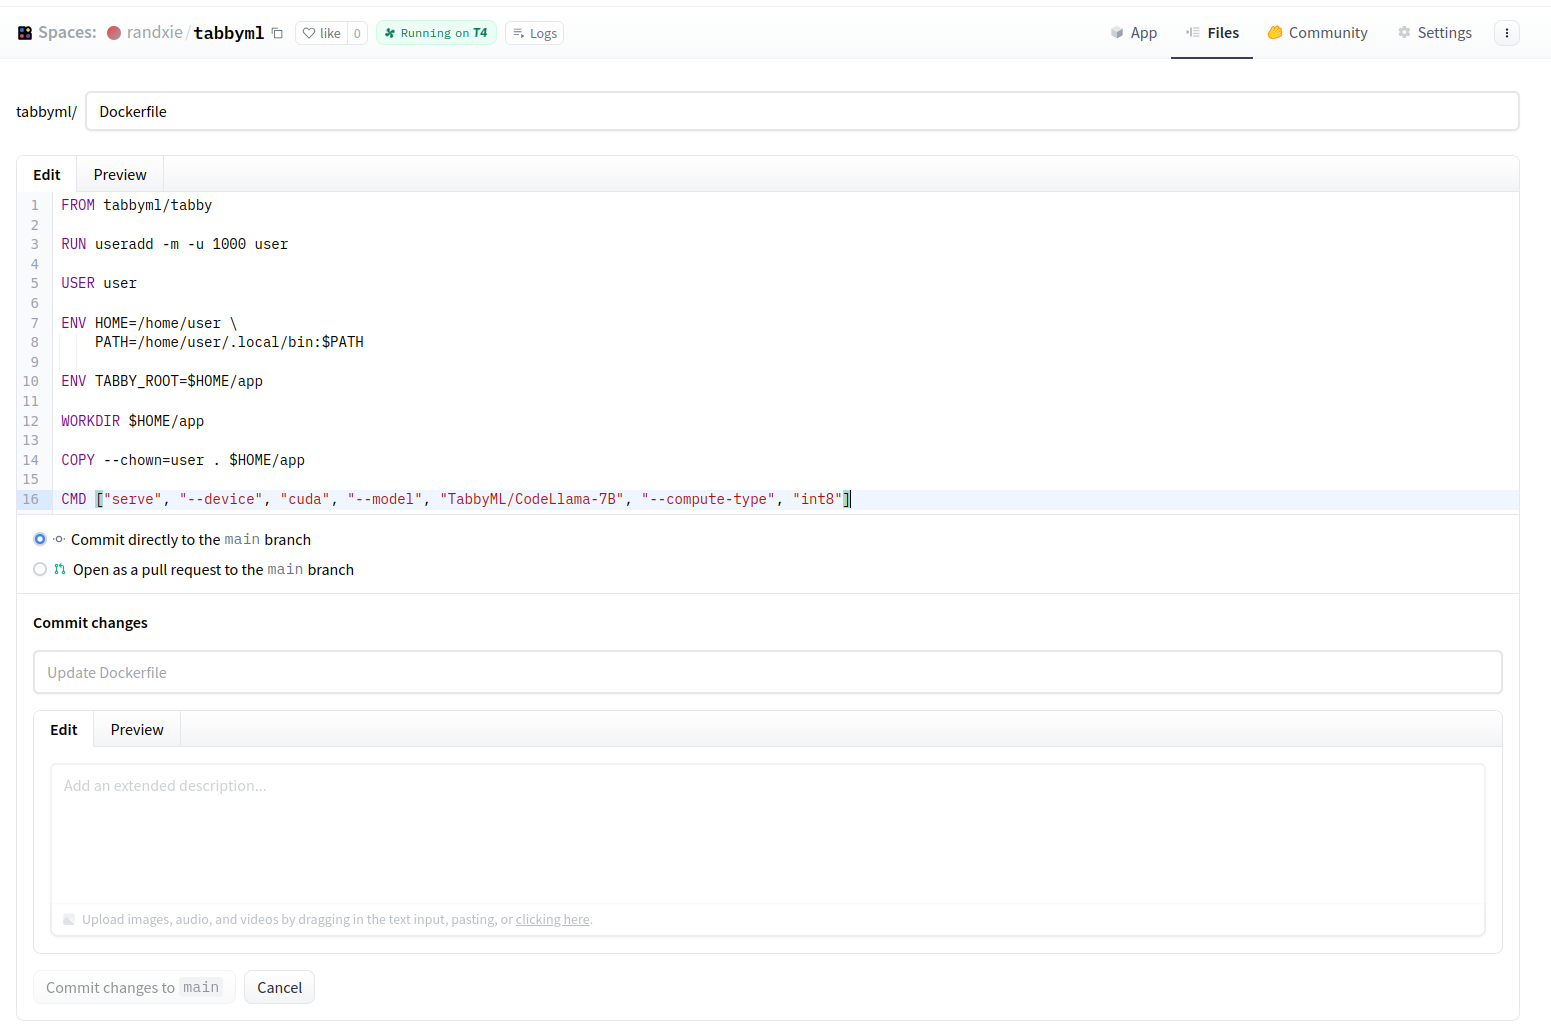 Spaces: randxie/tabbyml like 0 Running on T4 Logs App Files Community Settings
tabbyml/ Dockerfile
Edit Preview
1 FROM tabbyml/tabby
2
3 RUN useradd -m -u 1000 user
4
5 USER user
6
7 ENV HOME=/home/user \
8 PATH=/home/user/.local/bin:$PATH
9
10 ENV TABBY_ROOT=$HOME/app
11
12 WORKDIR $HOME/app
13
14 COPY --chown=user . $HOME/app
15
16 CMD ["serve", "--device", "cuda", "--model", "TabbyML/CodeLlama-7B", "--compute-type", "int8"]
Commit directly to the main branch
Open as a pull request to the main branch
Commit changes
Update Dockerfile
Edit Preview
Add an extended description...
Upload images, audio, and videos by dragging in the text input, pasting, or clicking here.
Commit changes to main Cancel